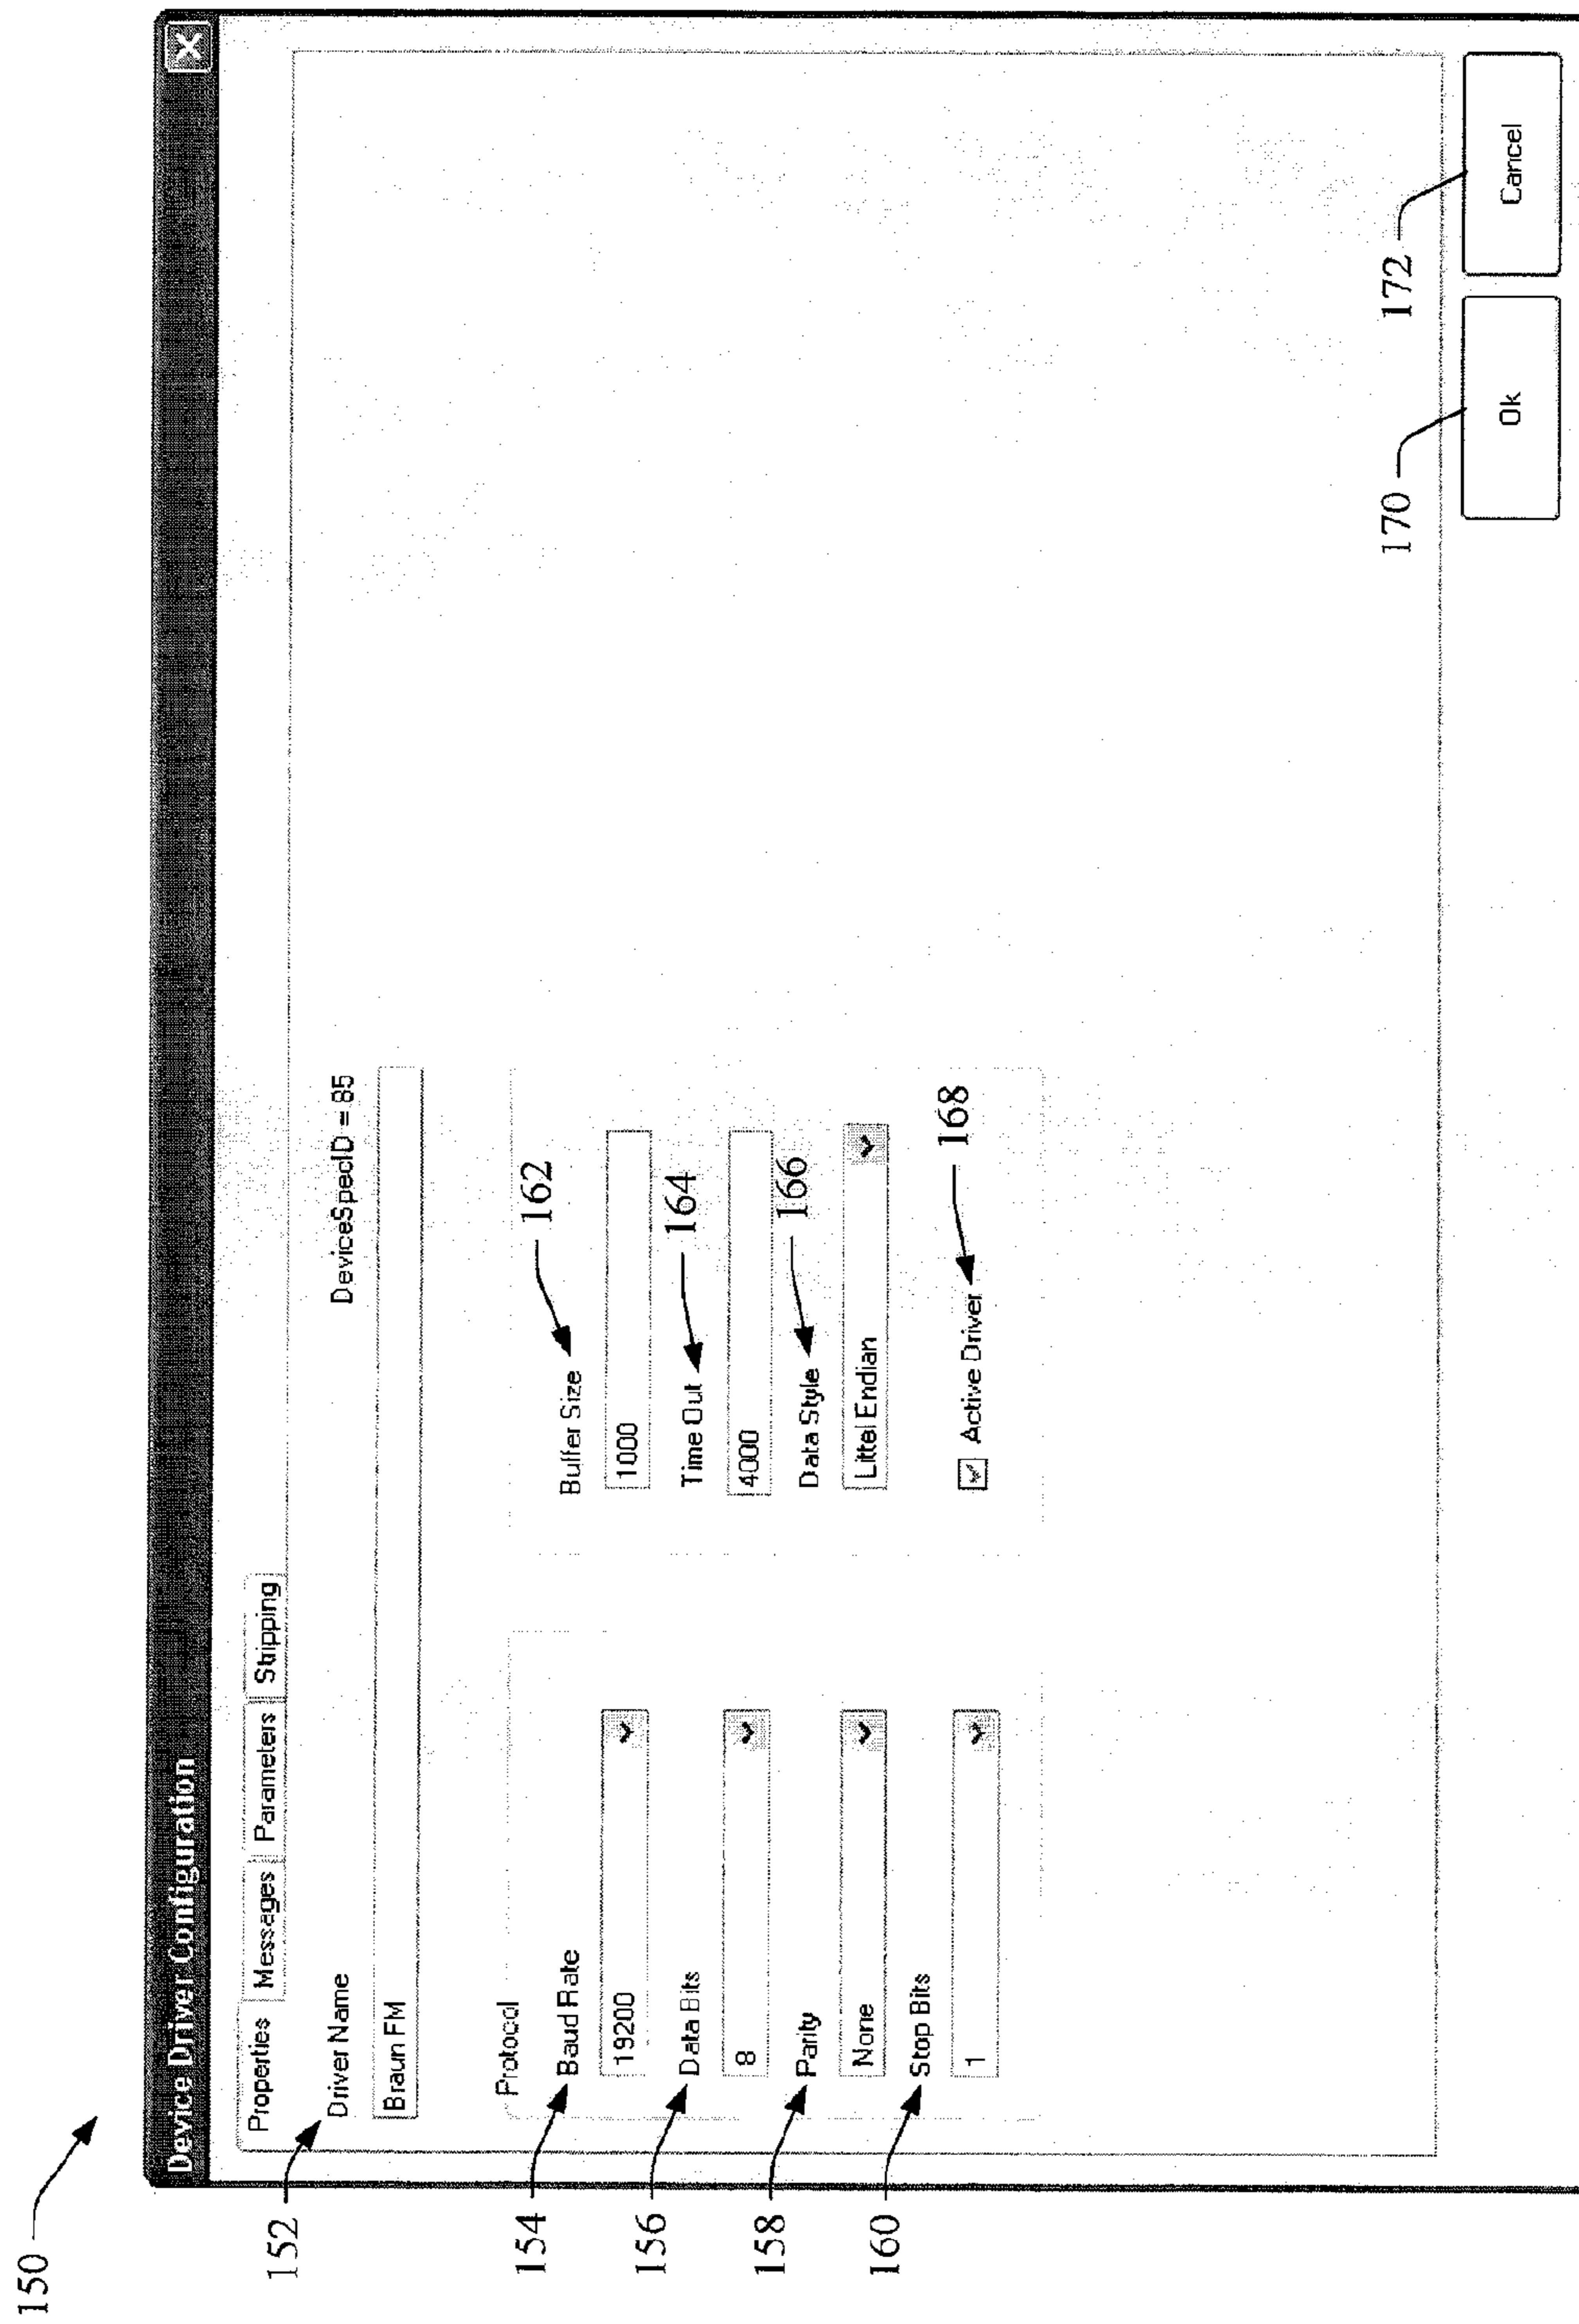 150
Device Driver Configuration
X
Properties Messages Parameters Stripping
152
Driver Name
DeviceSpecID = 85
Braun FM
Protocol
154
Baud Rate
19200
156
Data Bits
8
158
Parity
None
160
Stop Bits
1
Buffer Size
162
1000
Time Out
164
4000
Data Style
166
Littel Endian
Active Driver
168
170
172
Ok
Cancel